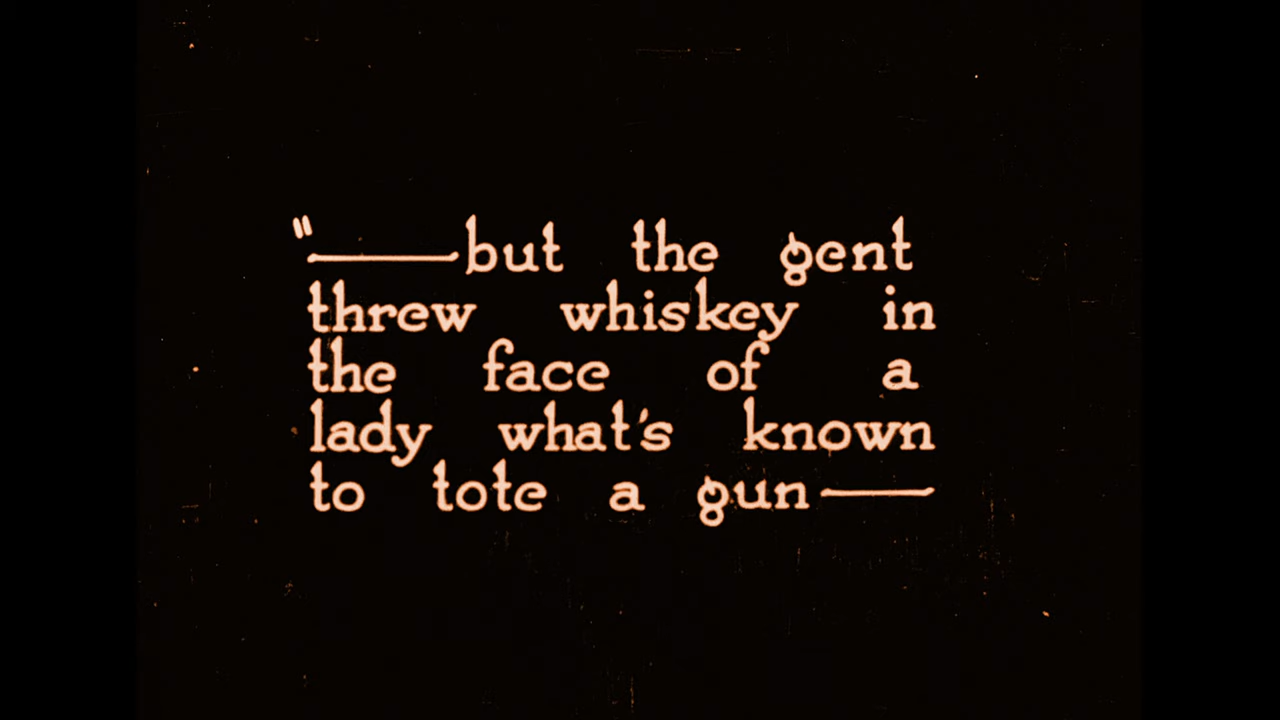 "——but the gent
threw whiskey in
the face of a
lady what's known
to tote a gun——